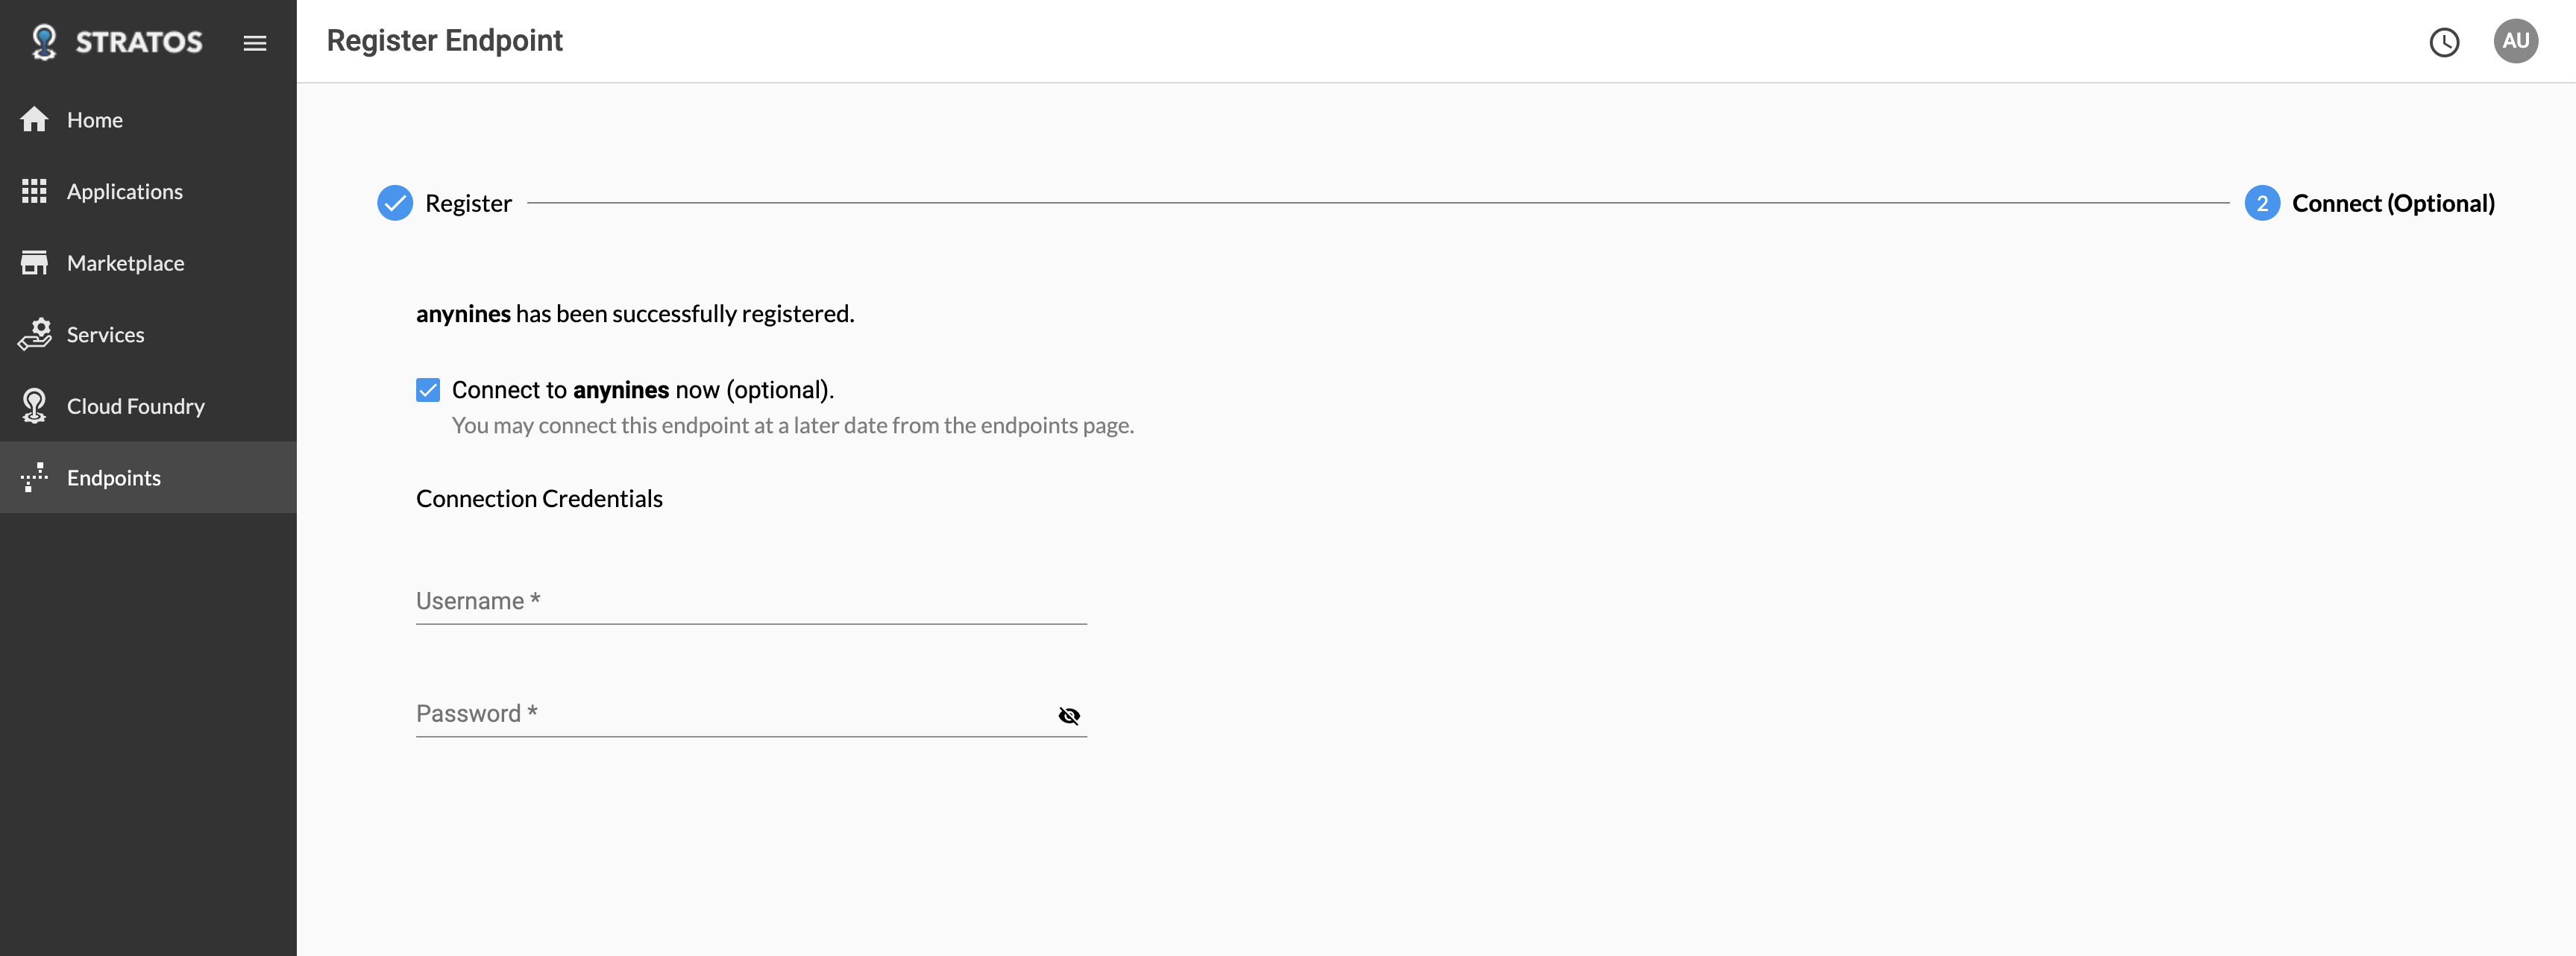 STRATOS
Register Endpoint
AU
Home
Applications
Marketplace
Services
Cloud Foundry
Endpoints
Register
2 Connect (Optional)
anynines has been successfully registered.
Connect to anynines now (optional).
You may connect this endpoint at a later date from the endpoints page.
Connection Credentials
Username *
Password *